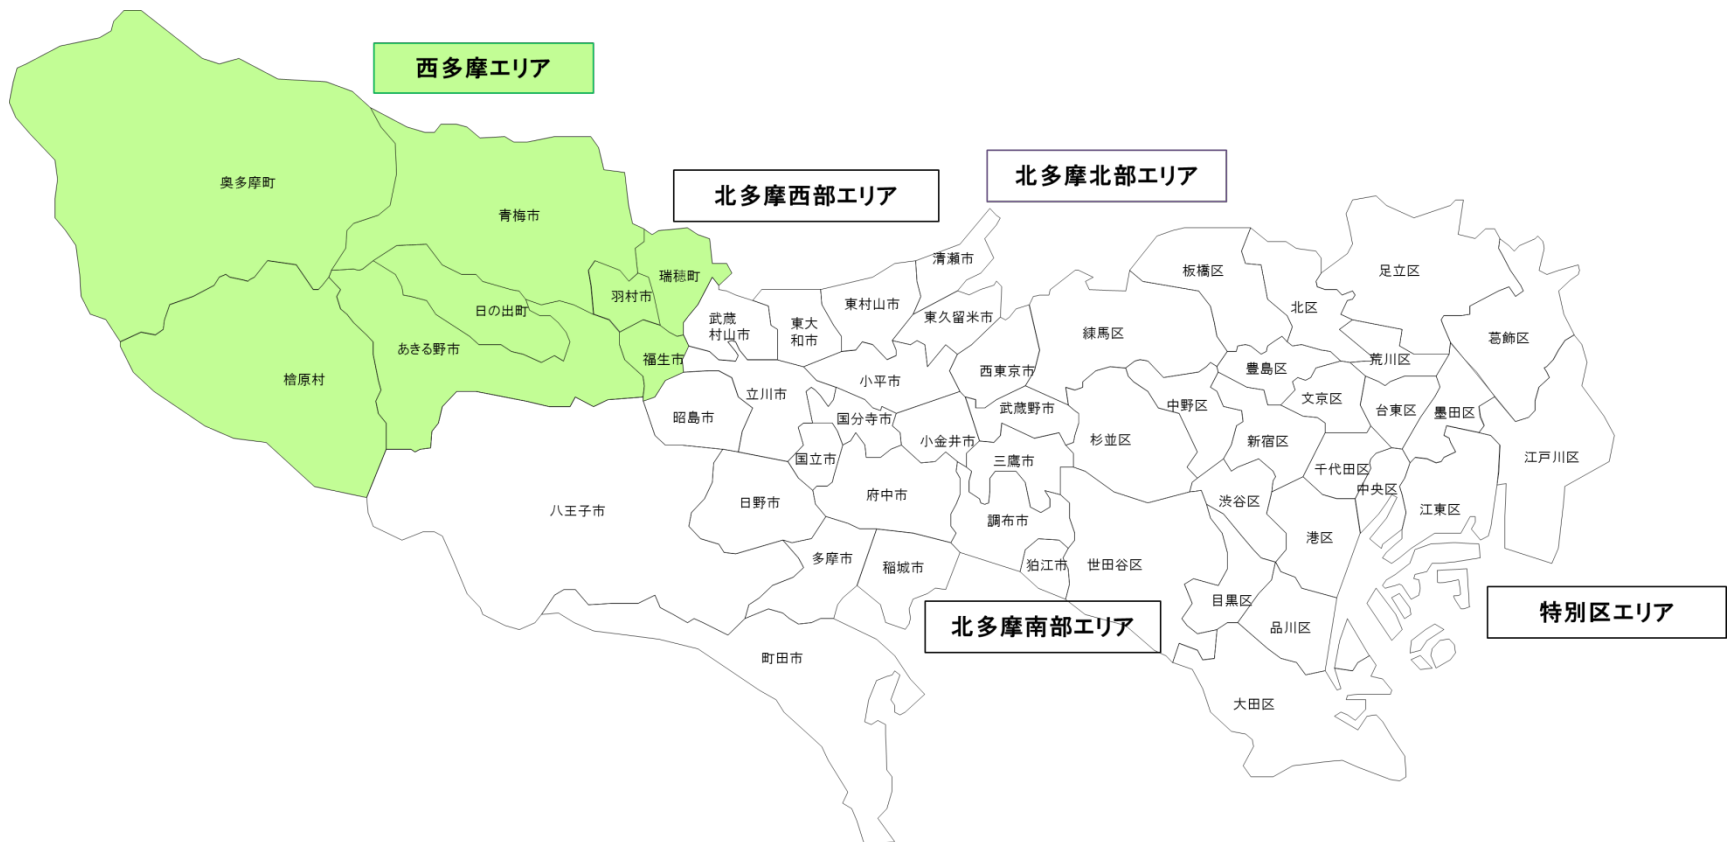 西多摩エリア
北多摩北部エリア
北多摩西部エリア
奥多摩町
青梅市
清瀬市
板橋区
足立区
瑞穂町
羽村市
東村山市
北区
日の出町
武蔵
村山市
東大
和市
東久留米市
練馬区
葛飾区
あきる野市
福生市
荒川区
豊島区
檜原村
小平市
西東京市
立川市
文京区
中野区
武蔵野市
台東区
墨田区
昭島市
国分寺市
小金井市
杉並区
新宿区
国立市
三鷹市
千代田区
江戸川区
中央区
日野市
府中市
渋谷区
八王子市
江東区
調布市
港区
多摩市
稲城市
狛江市
世田谷区
目黒区
特別区エリア
北多摩南部エリア
品川区
町田市
大田区